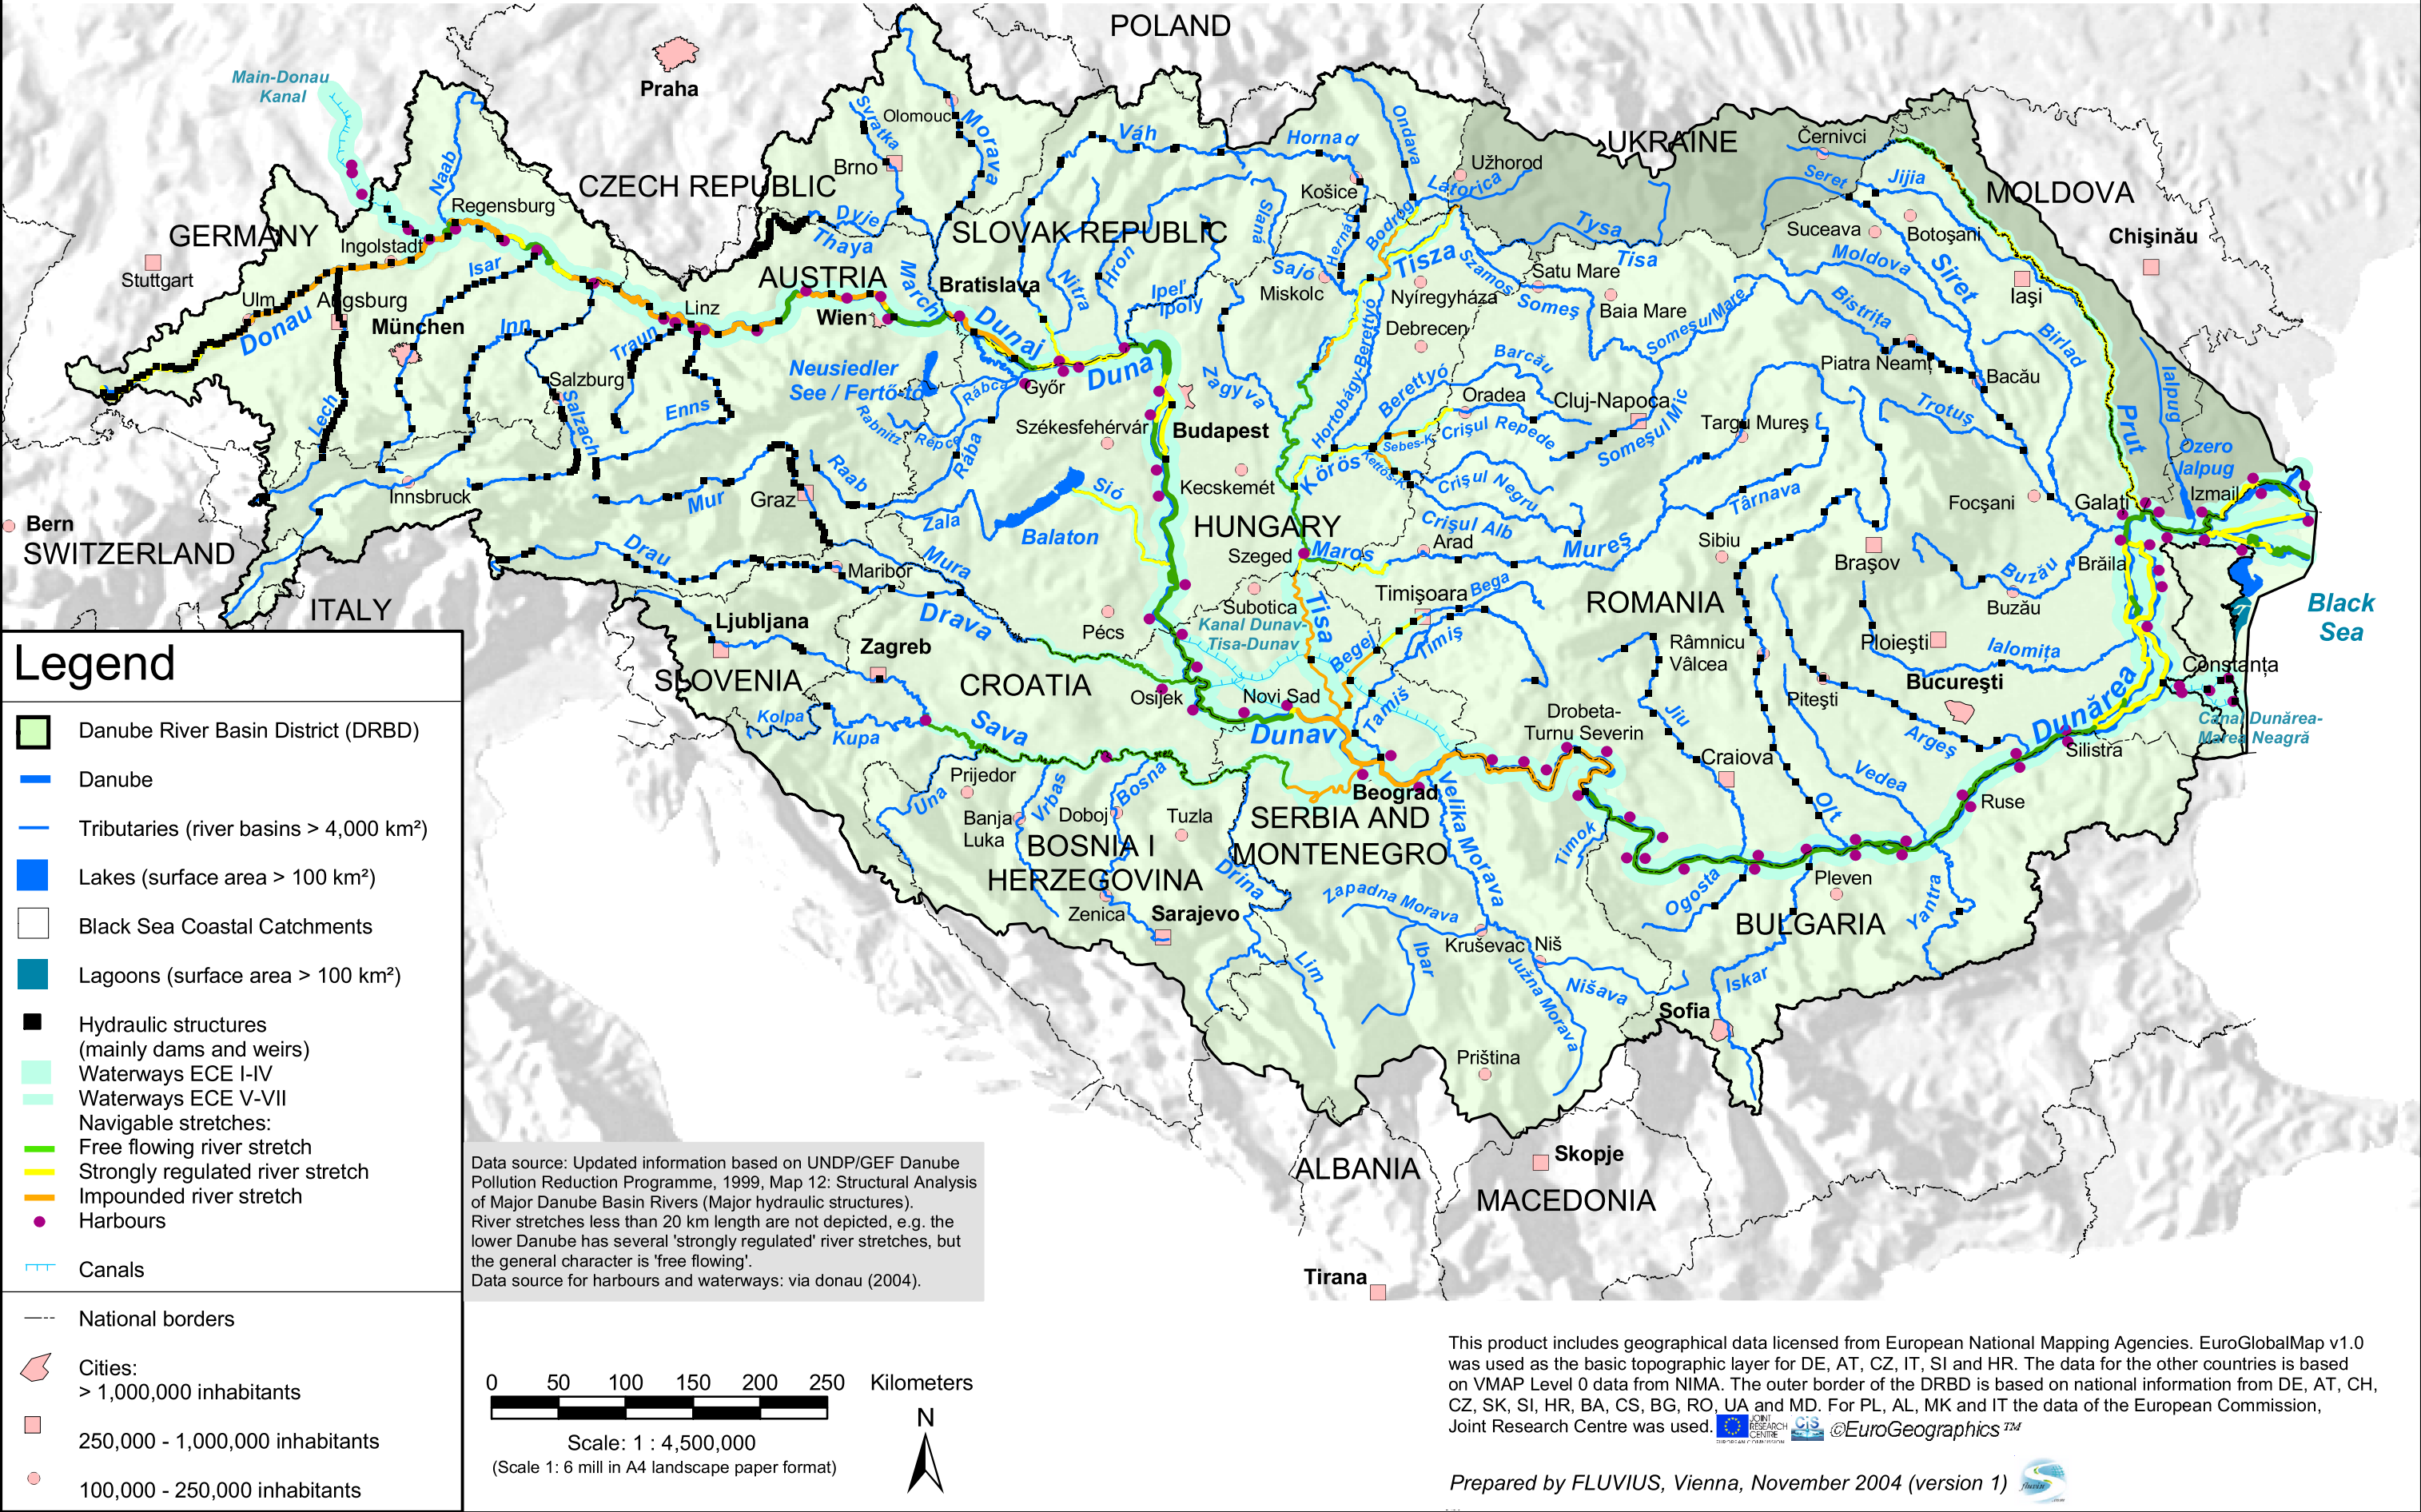 POLAND
Main-Donau
Kanal
Praha
Naab
Svratka
Olomouc
Morava
Váh
Hornad
Ondava
UKRAINE
Černivci
Brno
CZECH REPUBLIC
Užhorod
Latorica
Košice
Seret
Jijia
MOLDOVA
GERMANY
Regensburg
Ingolstadt
Dyje
Thaya
SLOVAK REPUBLIC
Slaná
Hernád
Bodrog
Tysa
Tisa
Suceava
Botoşani
Chişinău
Stuttgart
Isar
AUSTRIA
March
Bratislava
Nitra
Hron
Ipeľ
Ipoly
Sajó
Miskolc
Tisza
Szamos
Someş
Satu Mare
Nyíregyháza
Baia Mare
Moldova
Siret
Iaşi
Ulm
Augsburg
Donau
München
Inn
Linz
Traun
Wien
Dunaj
Duna
Debrecen
Hortobágy-Berettyó
Someşul Mare
Bistriţa
Birlad
Ialpug
Piatra Neamţ
Bacău
Neusiedler
See / Fertő-tó
Rábca
Győr
Zagyva
Barcău
Berettyó
Oradea
Cluj-Napoca
Salzburg
Lech
Salzach
Enns
Rabnitz
Répce
Rába
Székesfehérvár
Budapest
Sebes-K.
Crişul Repede
Someşul Mic
Targu Mureş
Trotuş
Prut
Ozero
Ialpug
Innsbruck
Mur
Graz
Raab
Sió
Kecskemét
Körös
Kettős-K.
Crişul Negru
Târnava
Focşani
Galaţi
Izmail
Bern
SWITZERLAND
Zala
Balaton
HUNGARY
Crişul Alb
Arad
Mureş
Sibiu
Braşov
Buzău
Brăila
Drau
Maribor
Mura
Szeged
Maros
Timişoara
Bega
ROMANIA
Buzău
ITALY
Ljubljana
Drava
Pécs
Subotica
Kanal Dunav-
Tisa-Dunav
Tisa
Begej
Timiş
Râmnicu
Vâlcea
Ploieşti
Ialomiţa
Black
Sea
Zagreb
SLOVENIA
CROATIA
Osijek
Novi Sad
Tamiš
Bucureşti
Piteşti
Constanţa
Kolpa
Kupa
Sava
Dunav
Drobeta-
Turnu Severin
Jiu
Craiova
Argeş
Dunărea
Canal Dunărea-
Marea Neagră
Silistra
Prijedor
Una
Vrbas
Bosna
Beograd
Velika Morava
Vedea
Olt
Ruse
Banja
Luka
Doboj
Tuzla
SERBIA AND
MONTENEGRO
Timok
BOSNIA I
HERZEGOVINA
Drina
Zapadna Morava
Ogosta
Pleven
Yantra
BULGARIA
Zenica
Sarajevo
Lim
Ibar
Kruševac
Niš
Južna Morava
Nišava
Iskar
Sofia
Priština
Skopje
ALBANIA
MACEDONIA
Tirana
Legend
Danube River Basin District (DRBD)
Danube
Tributaries (river basins > 4,000 km²)
Lakes (surface area > 100 km²)
Black Sea Coastal Catchments
Lagoons (surface area > 100 km²)
Hydraulic structures
(mainly dams and weirs)
Waterways ECE I-IV
Waterways ECE V-VII
Navigable stretches:
Free flowing river stretch
Strongly regulated river stretch
Impounded river stretch
Harbours
Canals
National borders
Cities:
> 1,000,000 inhabitants
250,000 - 1,000,000 inhabitants
100,000 - 250,000 inhabitants
Data source: Updated information based on UNDP/GEF Danube
Pollution Reduction Programme, 1999, Map 12: Structural Analysis
of Major Danube Basin Rivers (Major hydraulic structures).
River stretches less than 20 km length are not depicted, e.g. the
lower Danube has several 'strongly regulated' river stretches, but
the general character is 'free flowing'.
Data source for harbours and waterways: via donau (2004).
0 50 100 150 200 250 Kilometers
N
Scale: 1 : 4,500,000
(Scale 1: 6 mill in A4 landscape paper format)
This product includes geographical data licensed from European National Mapping Agencies. EuroGlobalMap v1.0
was used as the basic topographic layer for DE, AT, CZ, IT, SI and HR. The data for the other countries is based
on VMAP Level 0 data from NIMA. The outer border of the DRBD is based on national information from DE, AT, CH,
CZ, SK, SI, HR, BA, CS, BG, RO, UA and MD. For PL, AL, MK and IT the data of the European Commission,
Joint Research Centre was used.
JOINT
RESEARCH
CENTRE
EUROPEAN COMMISSION
CIS
©EuroGeographics™
Prepared by FLUVIUS, Vienna, November 2004 (version 1)
fluvius